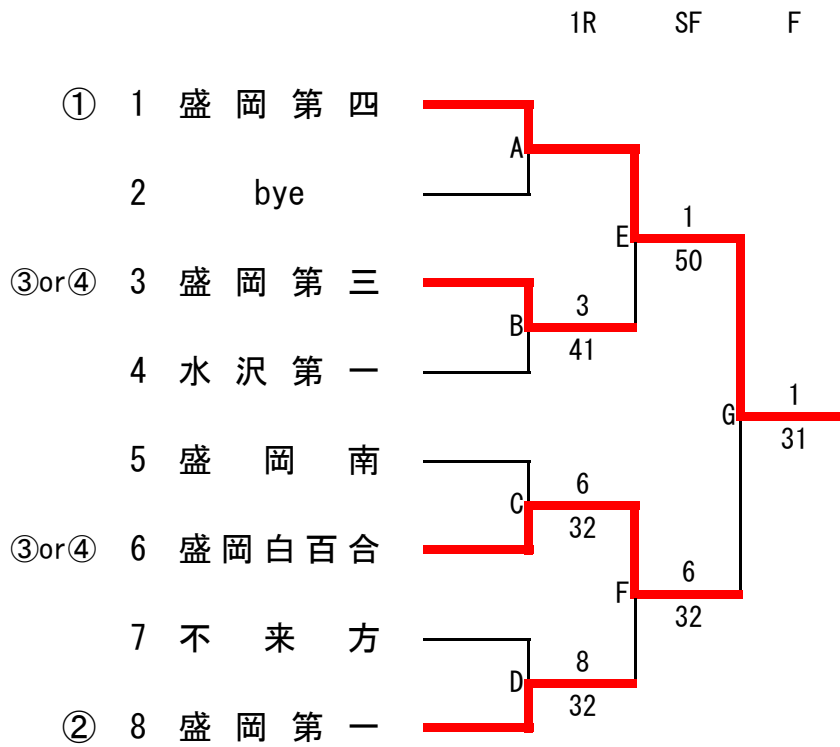 1R SF F
① 1 盛岡第四
A
2 bye
1
E
50
③or④ 3 盛岡第三
3
B
41
4 水沢第一
1
G
31
5 盛岡南
6
C
32
③or④ 6 盛岡白百合
6
F
32
7 不来方
8
D
32
② 8 盛岡第一